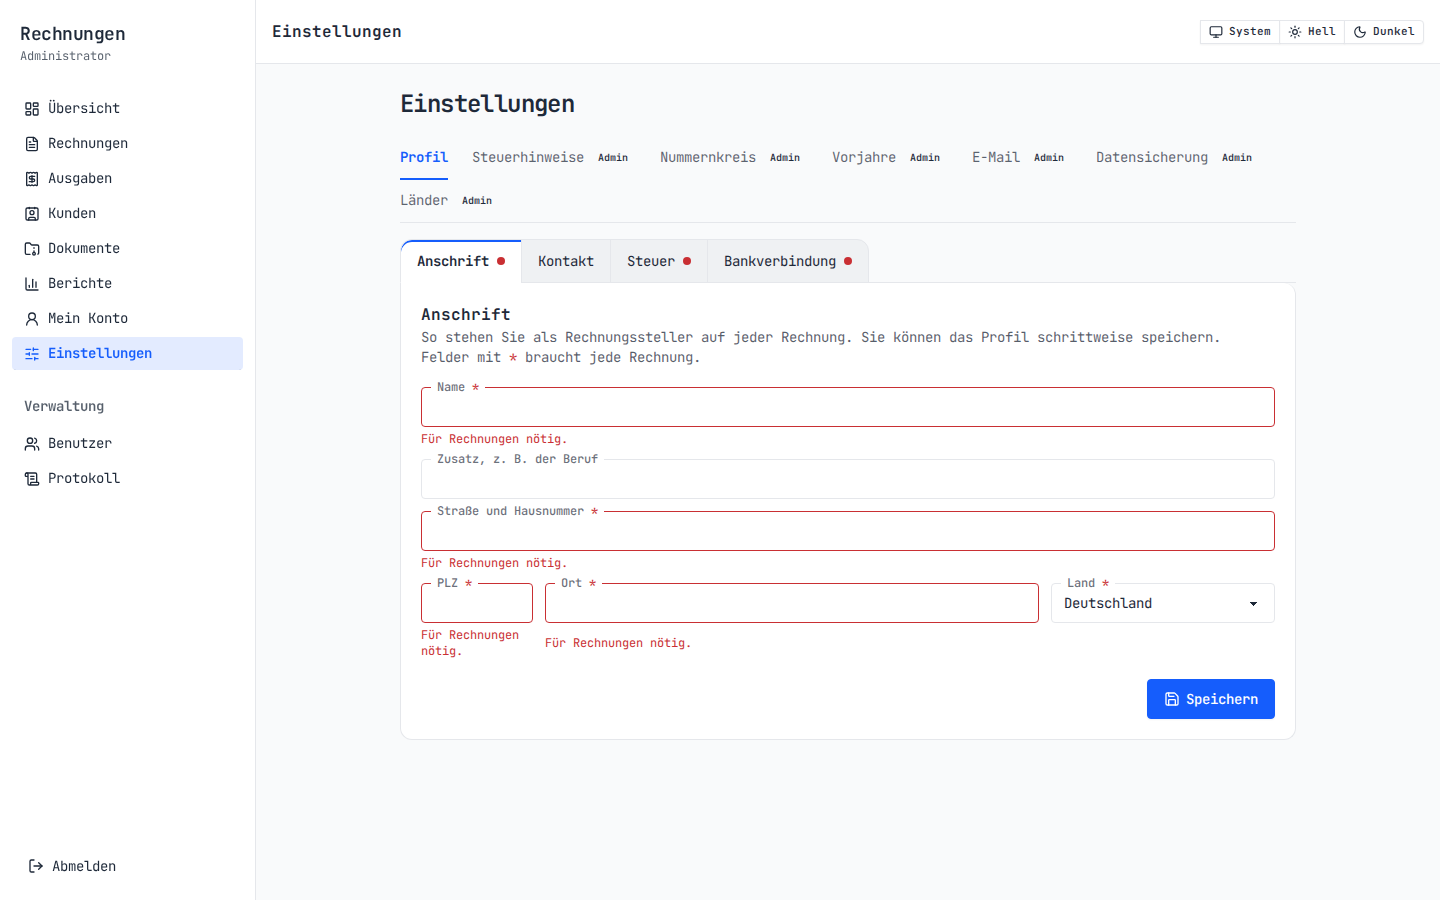 Rechnungen
Administrator
Übersicht
Rechnungen
Ausgaben
Kunden
Dokumente
Berichte
Mein Konto
Einstellungen
Verwaltung
Benutzer
Protokoll
Abmelden
Einstellungen
System Hell Dunkel
Einstellungen
Profil Steuerhinweise Admin Nummernkreis Admin Vorjahre Admin E-Mail Admin Datensicherung Admin
Länder Admin
Anschrift Kontakt Steuer Bankverbindung
Anschrift
So stehen Sie als Rechnungssteller auf jeder Rechnung. Sie können das Profil schrittweise speichern.
Felder mit * braucht jede Rechnung.
Name *
Für Rechnungen nötig.
Zusatz, z. B. der Beruf
Straße und Hausnummer *
Für Rechnungen nötig.
PLZ * Ort * Land *
Deutschland
Für Rechnungen
nötig.
Für Rechnungen nötig.
Speichern